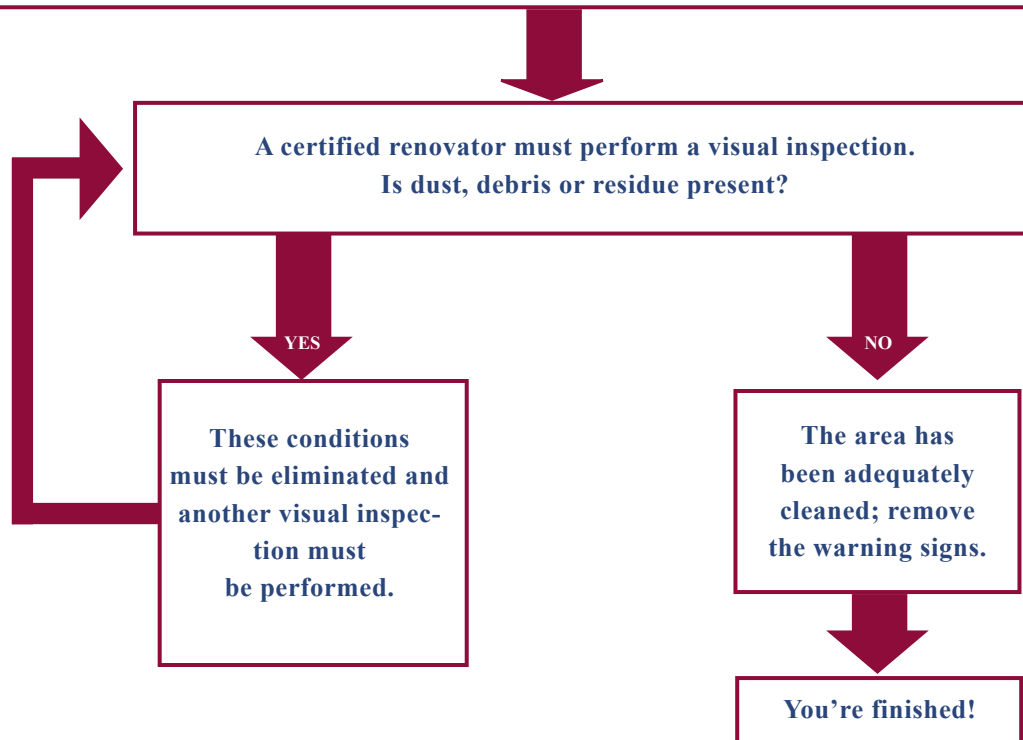 A certified renovator must perform a visual inspection.
Is dust, debris or residue present?
YES
NO
These conditions
must be eliminated and
another visual inspec-
tion must
be performed.
The area has
been adequately
cleaned; remove
the warning signs.
You're finished!